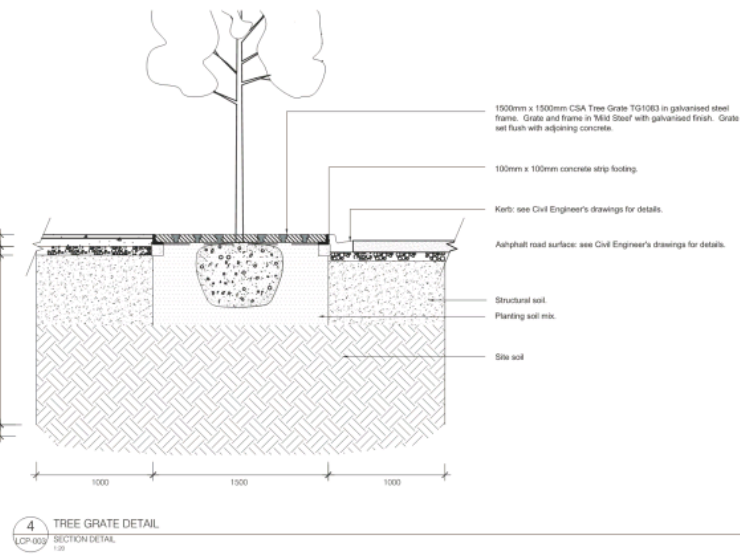 1500mm x 1500mm CSA Tree Grate TG1083 in galvanised steel
frame. Grate and frame in 'Mild Steel' with galvanised finish. Grate
set flush with adjoining concrete.
100mm x 100mm concrete strip footing.
Kerb: see Civil Engineer's drawings for details.
Ashphalt road surface: see Civil Engineer's drawings for details.
Structural soil.
Planting soil mix.
Site soil
1000 1500 1000
4 TREE GRATE DETAIL
LCP-003 SECTION DETAIL
1:20